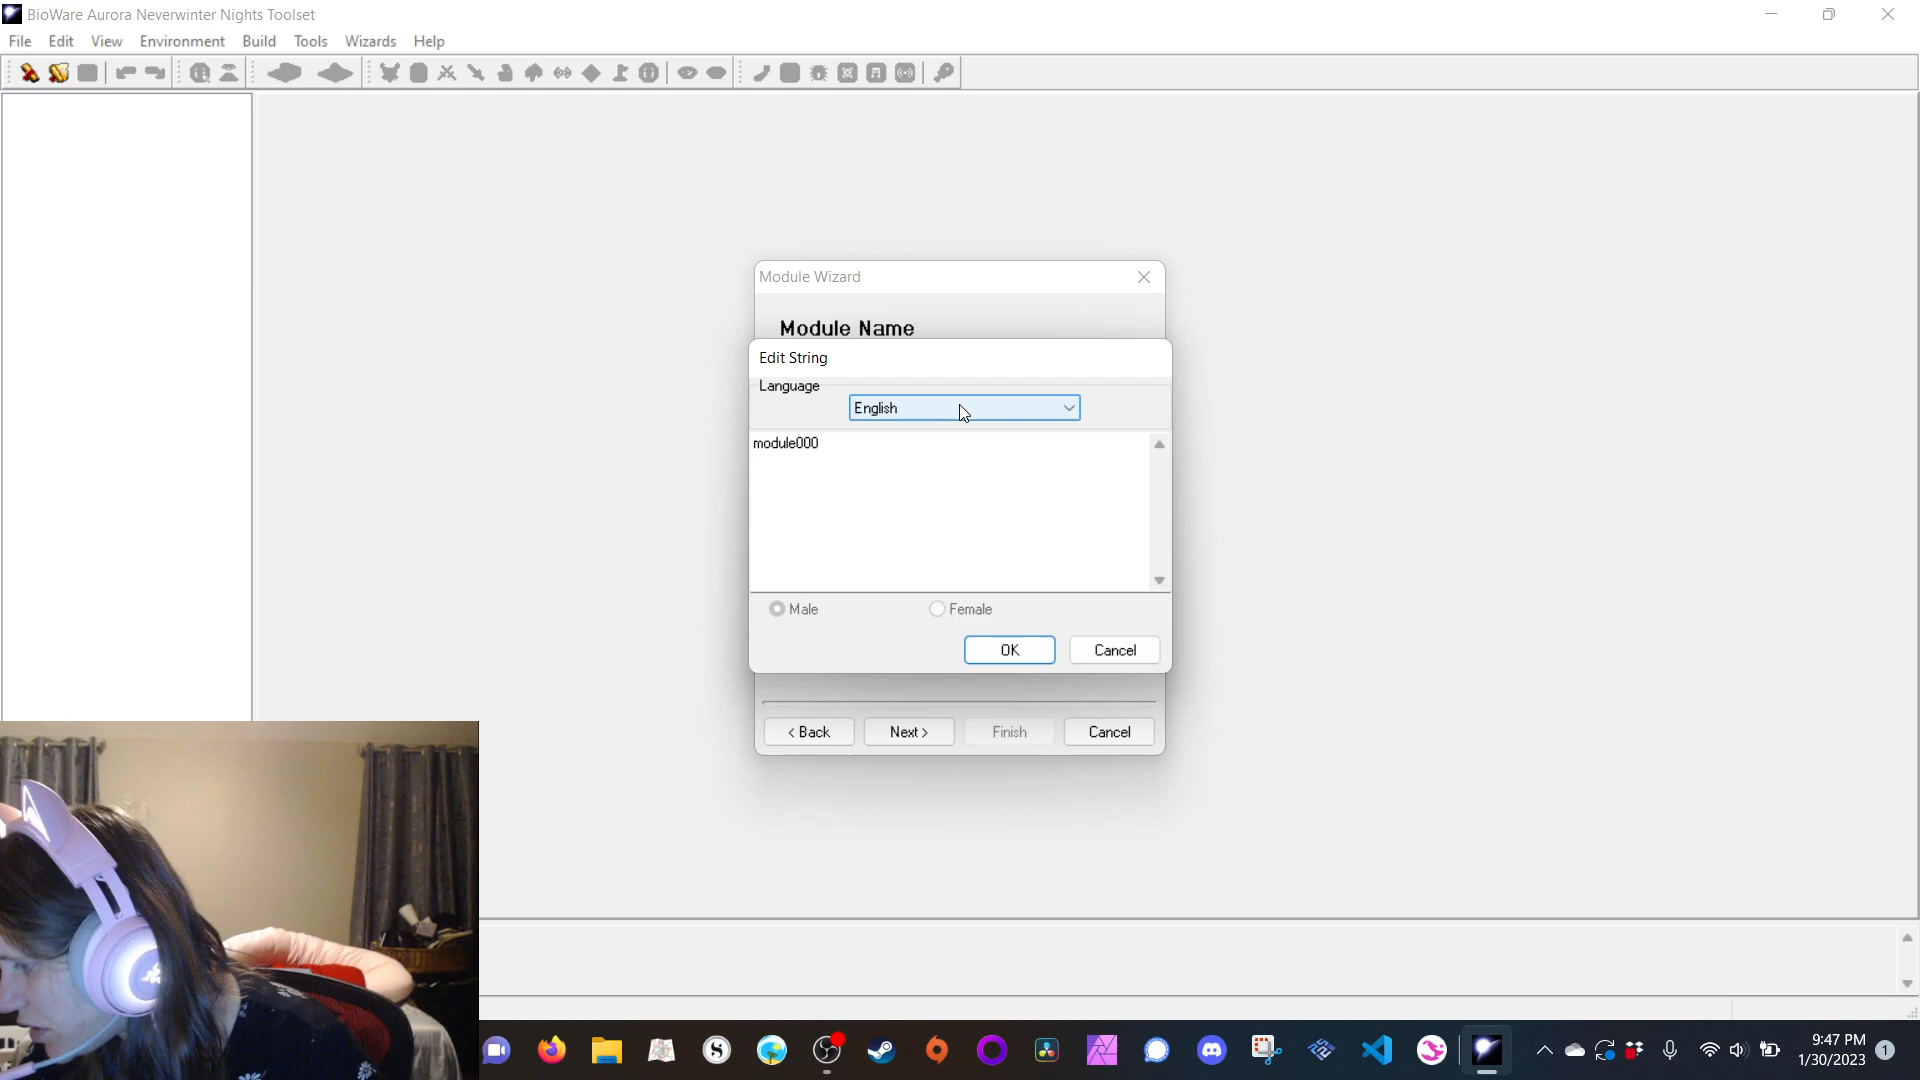 BioWare Aurora Neverwinter Nights Toolset
File Edit View Environment Build Tools Wizards Help
Module Wizard
Module Name
Edit String
Language
English
module000
Male Female
OK Cancel
< Back Next > Finish Cancel
9:47 PM
1/30/2023 1